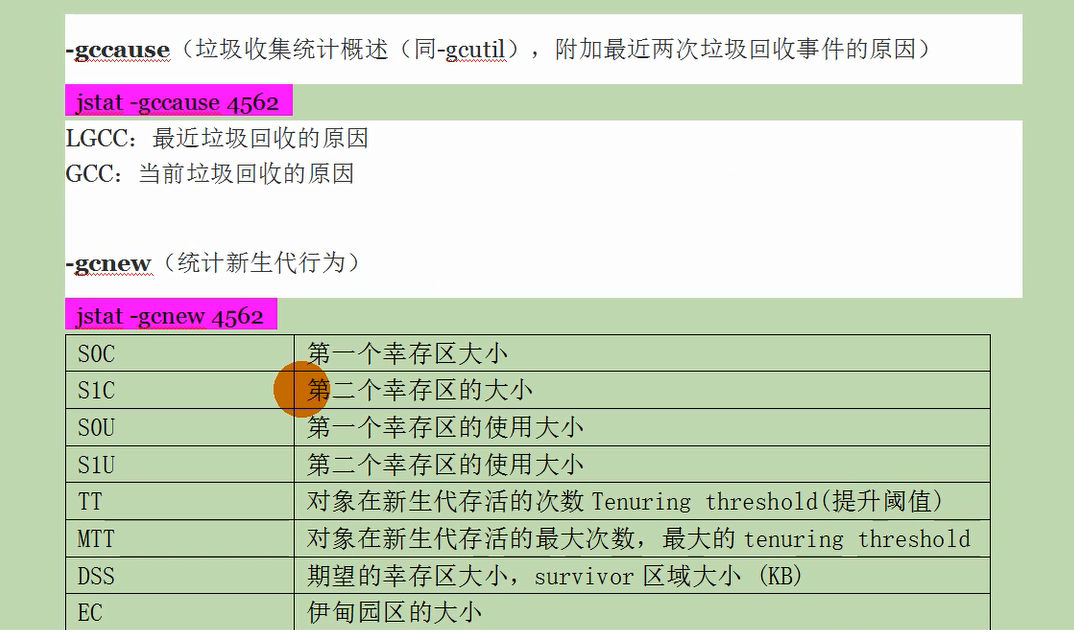 -gccause（垃圾收集统计概述（同-gcutil），附加最近两次垃圾回收事件的原因）
jstat -gccause 4562
LGCC：最近垃圾回收的原因
GCC：当前垃圾回收的原因
-gcnew（统计新生代行为）
jstat -gcnew 4562
S0C 第一个幸存区大小
S1C 第二个幸存区的大小
S0U 第一个幸存区的使用大小
S1U 第二个幸存区的使用大小
TT 对象在新生代存活的次数 Tenuring threshold(提升阈值)
MTT 对象在新生代存活的最大次数，最大的 tenuring threshold
DSS 期望的幸存区大小，survivor 区域大小 (KB)
EC 伊甸园区的大小